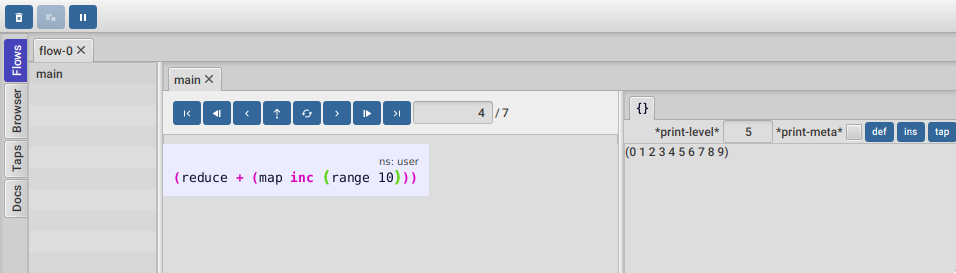 flow-0
Flows
main
Browser
Taps
Docs
main
4 / 7
ns: user
(reduce + (map inc (range 10)))
{}
*print-level* 5 *print-meta* def ins tap
(0 1 2 3 4 5 6 7 8 9)